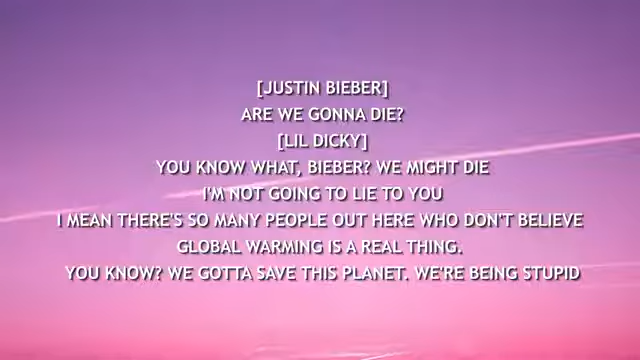 [JUSTIN BIEBER]
ARE WE GONNA DIE?
[LIL DICKY]
YOU KNOW WHAT, BIEBER? WE MIGHT DIE
I'M NOT GOING TO LIE TO YOU
I MEAN THERE'S SO MANY PEOPLE OUT HERE WHO DON'T BELIEVE
GLOBAL WARMING IS A REAL THING.
YOU KNOW? WE GOTTA SAVE THIS PLANET. WE'RE BEING STUPID